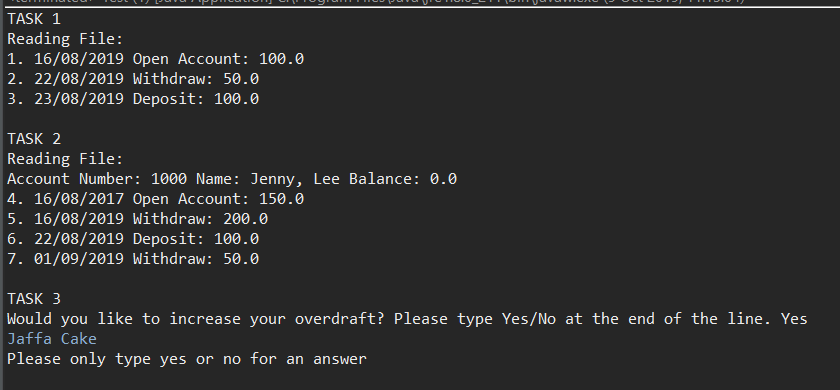 TASK 1
Reading File:
1. 16/08/2019 Open Account: 100.0
2. 22/08/2019 Withdraw: 50.0
3. 23/08/2019 Deposit: 100.0
TASK 2
Reading File:
Account Number: 1000 Name: Jenny, Lee Balance: 0.0
4. 16/08/2017 Open Account: 150.0
5. 16/08/2019 Withdraw: 200.0
6. 22/08/2019 Deposit: 100.0
7. 01/09/2019 Withdraw: 50.0
TASK 3
Would you like to increase your overdraft? Please type Yes/No at the end of the line. Yes
Jaffa Cake
Please only type yes or no for an answer